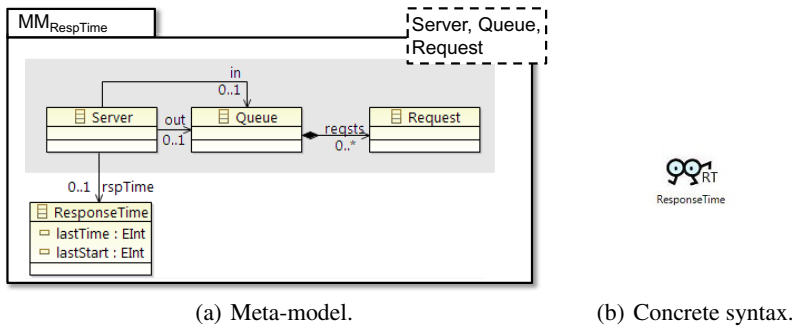 MM_RespTime
Server, Queue,
Request
in
0..1
Server
out
0..1
Queue
reqsts
0..*
Request
0..1 rspTime
ResponseTime
lastTime : EInt
lastStart : EInt
RT
ResponseTime
(a) Meta-model.
(b) Concrete syntax.